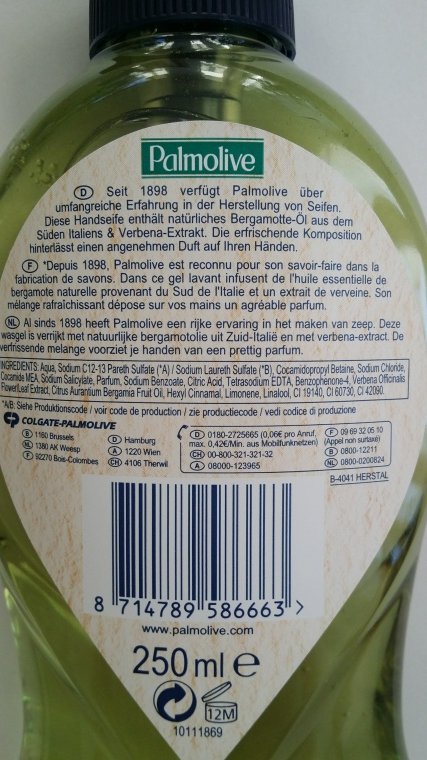 Palmolive
D Seit 1898 verfügt Palmolive über
umfangreiche Erfahrung in der Herstellung von Seifen.
Diese Handseife enthält natürliches Bergamotte-Öl aus dem
Süden Italiens & Verbena-Extrakt. Die erfrischende Komposition
hinterlässt einen angenehmen Duft auf Ihren Händen.
F *Depuis 1898, Palmolive est reconnu pour son savoir-faire dans la
fabrication de savons. Dans ce gel lavant infusent de l'huile essentielle de
bergamote naturelle provenant du Sud de l'Italie et un extrait de verveine. Son
mélange rafraîchissant dépose sur vos mains un agréable parfum.
NL Al sinds 1898 heeft Palmolive een rijke ervaring in het maken van zeep. Deze
wasgel is verrijkt met natuurlijke bergamotolie uit Zuid-Italië en met verbena-extract. De
verfrissende melange voorziet je handen van een prettig parfum.
INGREDIENTS: Aqua, Sodium C12-13 Pareth Sulfate (*A) / Sodium Laureth Sulfate (*B), Cocamidopropyl Betaine, Sodium Chloride,
Cocamide MEA, Sodium Salicylate, Parfum, Sodium Benzoate, Citric Acid, Tetrasodium EDTA, Benzophenone-4, Verbena Officinalis
Flower/Leaf Extract, Citrus Aurantium Bergamia Fruit Oil, Hexyl Cinnamal, Limonene, Linalool, CI 19140, CI 60730, CI 42090.
*A/B: Siehe Produktionscode / voir code de production / zie productiecode / vedi codice di produzione
COLGATE-PALMOLIVE
B 1160 Brussels
NL 1380 AK Weesp
F 92270 Bois-Colombes
D Hamburg
A 1220 Wien
CH 4106 Therwil
D 0180-2725665 (0,06€ pro Anruf,
max. 0,42€/Min. aus Mobilfunknetzen)
CH 00-800-321-321-32
A 08000-123965
F 09 69 32 05 10
(Appel non surtaxé)
B 0800-12211
NL 0800-0200824
B-4041 HERSTAL
8 714789 586663 >
www.palmolive.com
250 ml e
12M
10111869